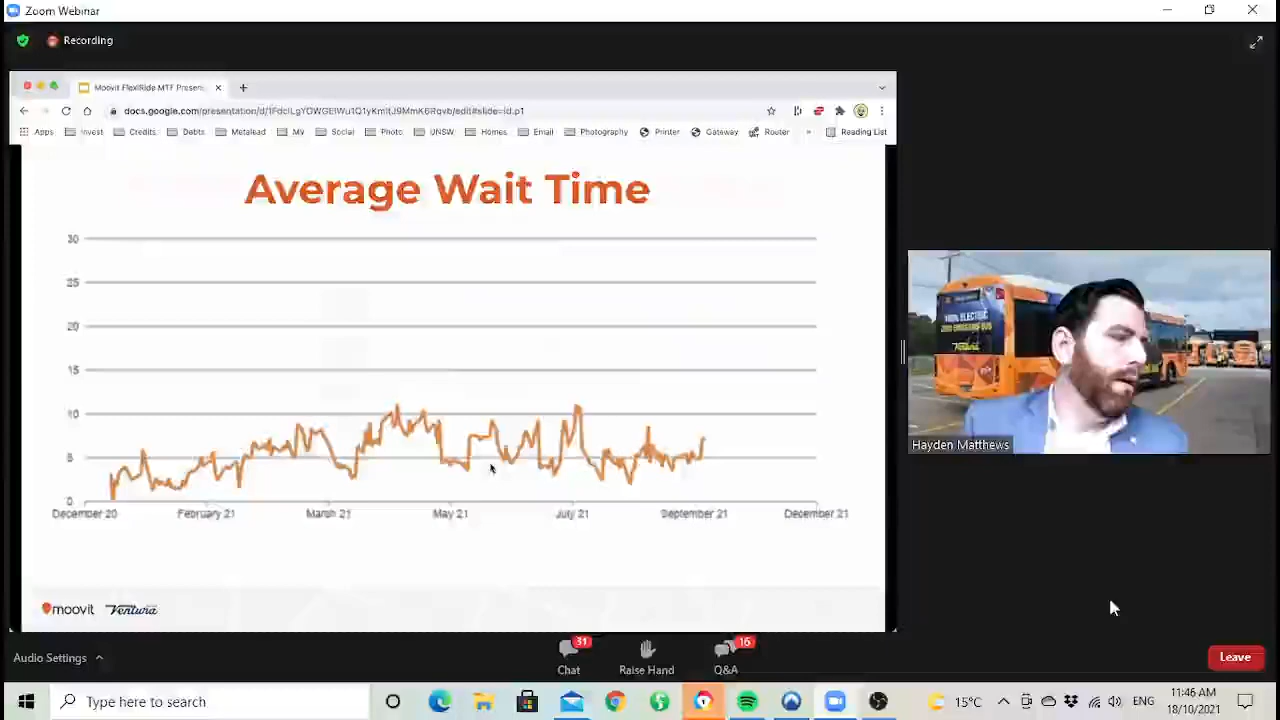 Zoom Webinar
Recording
Moovit FlexiRide MTF Present
Apps Invest Credits Debts Metalead MV Social Photo UNSW Homes Email Photography Printer Gateway Router » Reading List
Average Wait Time
30
25
20
15
10
5
0
December 20 February 21 March 21 May 21 July 21 September 21 December 21
moovit Ventura
100% ELECTRIC
ZERO EMISSIONS BUS
Ventura
Hayden Matthews
Audio Settings
31
Chat
Raise Hand
16
Q&A
Leave
Type here to search
15°C
ENG
11:46 AM
18/10/2021